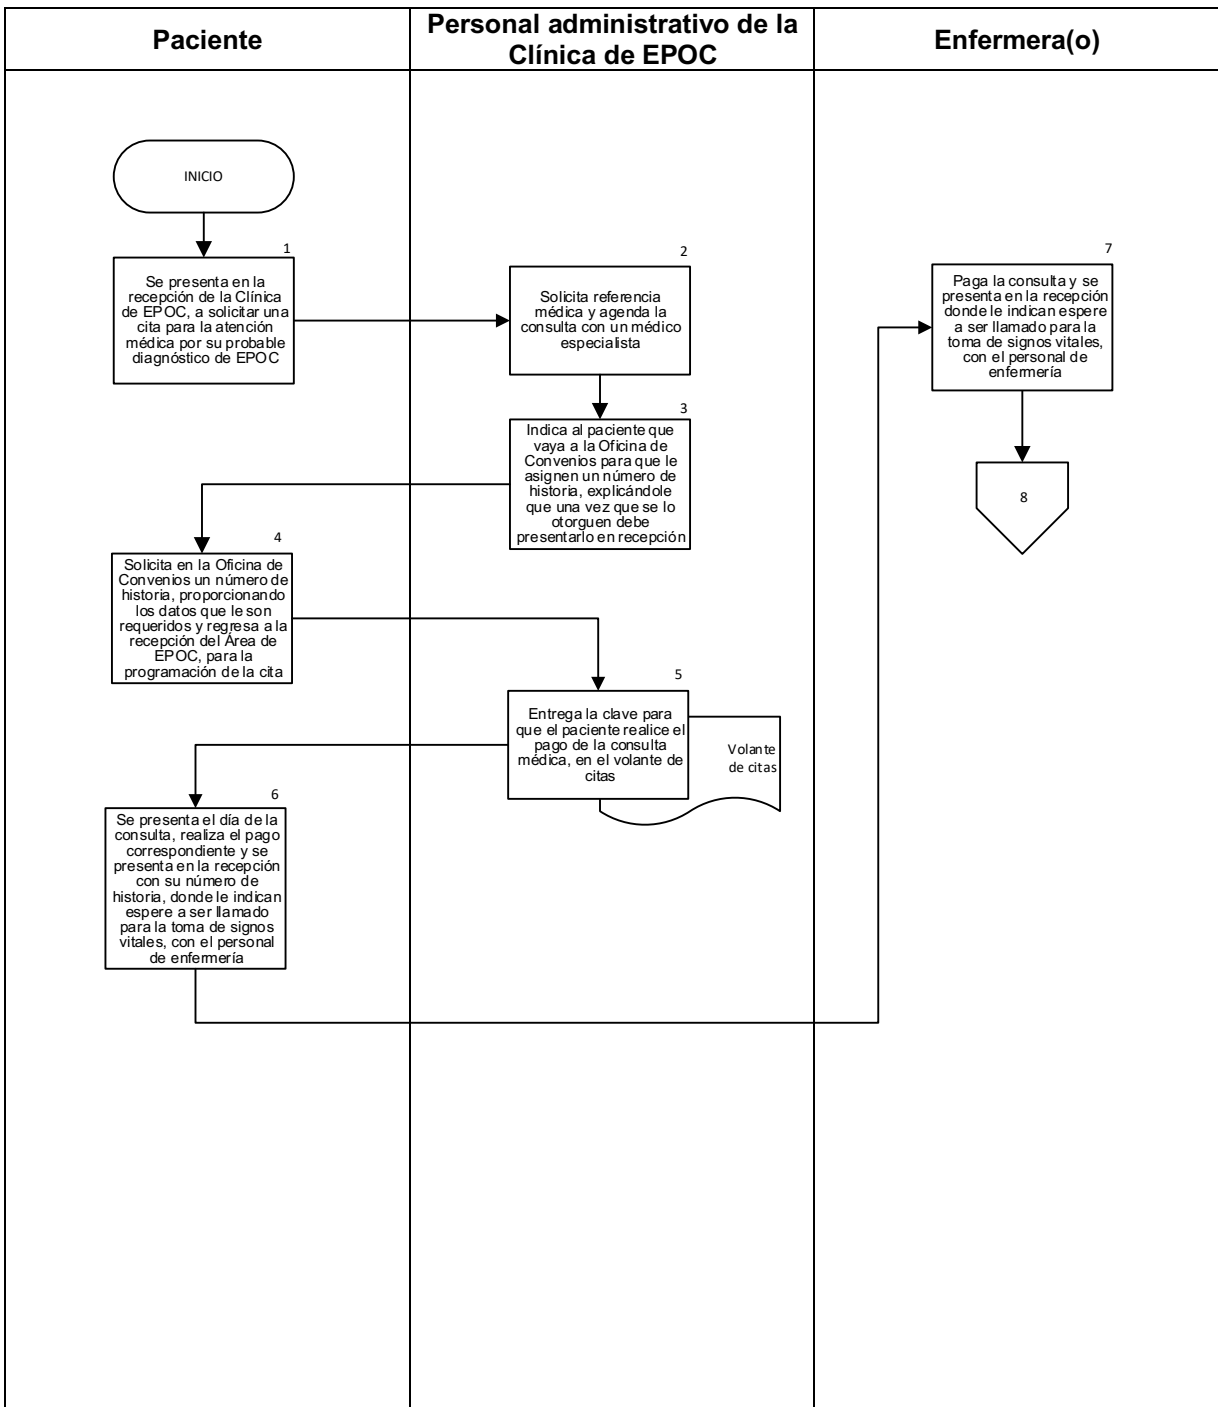 Paciente
Personal administrativo de la
Clínica de EPOC
Enfermera(o)
INICIO
1
Se presenta en la
recepción de la Clínica
de EPOC, a solicitar una
cita para la atención
médica por su probable
diagnóstico de EPOC
2
Solicita referencia
médica y agenda la
consulta con un médico
especialista
3
Indica al paciente que
vaya a la Oficina de
Convenios para que le
asignen un número de
historia, explicándole
que una vez que se lo
otorguen debe
presentarlo en recepción
4
Solicita en la Oficina de
Convenios un número de
historia, proporcionando
los datos que le son
requeridos y regresa a la
recepción del Área de
EPOC, para la
programación de la cita
5
Entrega la clave para
que el paciente realice el
pago de la consulta
médica, en el volante de
citas
Volante
de citas
6
Se presenta el día de la
consulta, realiza el pago
correspondiente y se
presenta en la recepción
con su número de
historia, donde le indican
espere a ser llamado
para la toma de signos
vitales, con el personal
de enfermería
7
Paga la consulta y se
presenta en la recepción
donde le indican espere
a ser llamado para la
toma de signos vitales,
con el personal de
enfermería
8